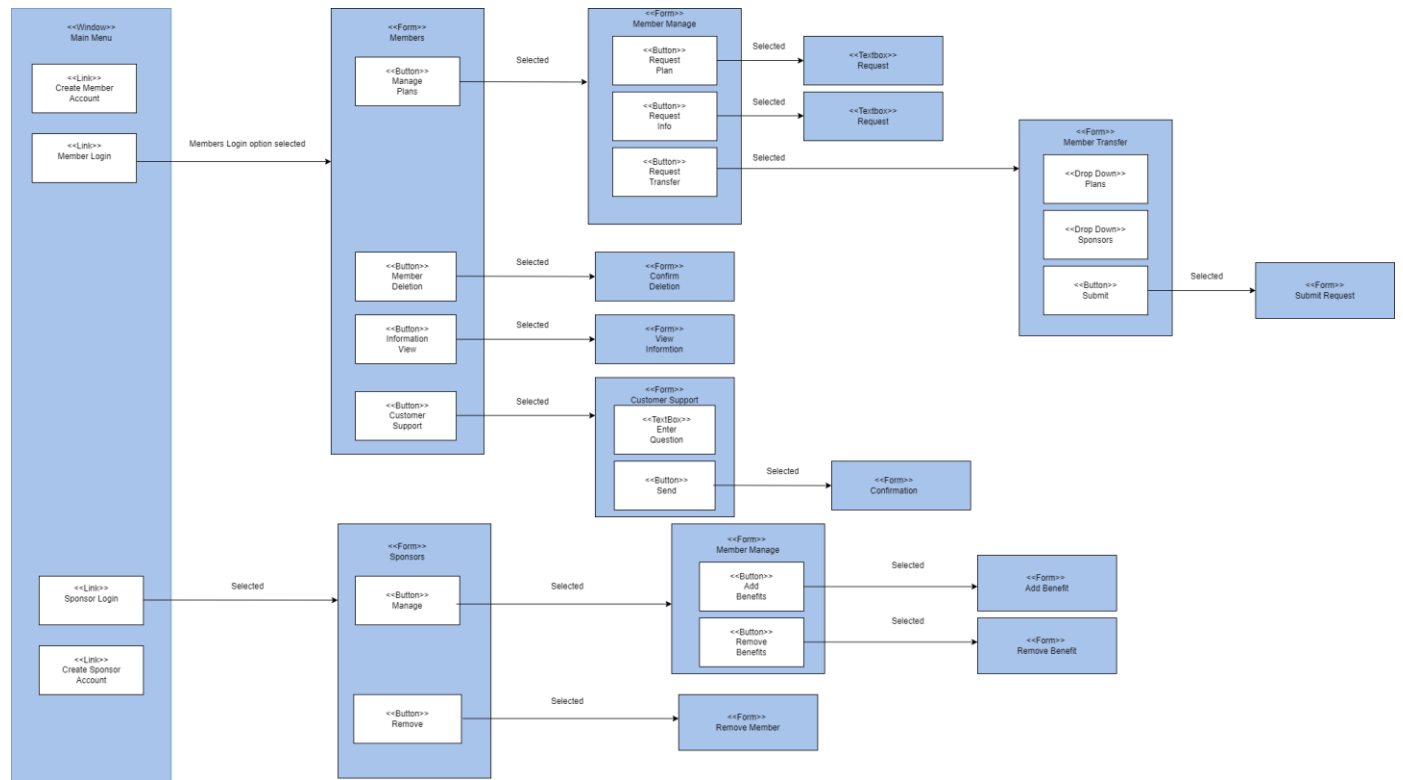 <<Window>>
Main Menu
<<Link>>
Create Member
Account
<<Link>>
Member Login
Members Login option selected
<<Form>>
Members
<<Button>>
Manage
Plans
Selected
<<Form>>
Member Manage
<<Button>>
Request
Plan
Selected
<<Textbox>>
Request
<<Button>>
Request
Info
Selected
<<Textbox>>
Request
<<Button>>
Request
Transfer
Selected
<<Form>>
Member Transfer
<<Drop Down>>
Plans
<<Drop Down>>
Sponsors
<<Button>>
Submit
Selected
<<Form>>
Submit Request
<<Button>>
Member
Deletion
Selected
<<Form>>
Confirm
Deletion
<<Button>>
Information
View
Selected
<<Form>>
View
Informtion
<<Button>>
Customer
Support
Selected
<<Form>>
Customer Support
<<TextBox>>
Enter
Question
<<Button>>
Send
Selected
<<Form>>
Confirmation
<<Link>>
Sponsor Login
Selected
<<Link>>
Create Sponsor
Account
<<Form>>
Sponsors
<<Button>>
Manage
Selected
<<Form>>
Member Manage
<<Button>>
Add
Benefits
Selected
<<Form>>
Add Benefit
<<Button>>
Remove
Benefits
Selected
<<Form>>
Remove Benefit
<<Button>>
Remove
Selected
<<Form>>
Remove Member